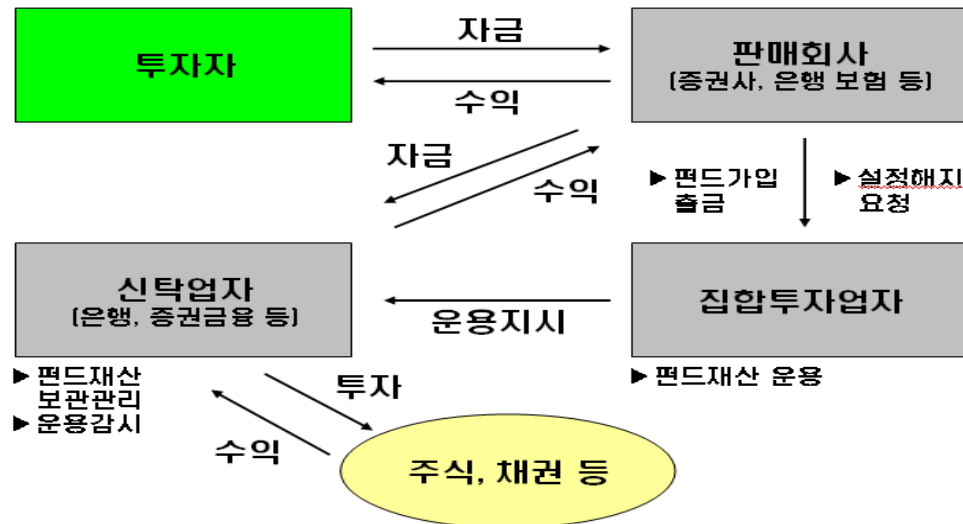 투자자
자금
수익
판매회사
(증권사, 은행 보험 등)
자금
수익
▶ 펀드가입
출금
▶ 설정해지
요청
신탁업자
(은행, 증권금융 등)
운용지시
집합투자업자
▶ 펀드재산
보관관리
▶ 운용감시
▶ 펀드재산 운용
투자
수익
주식, 채권 등